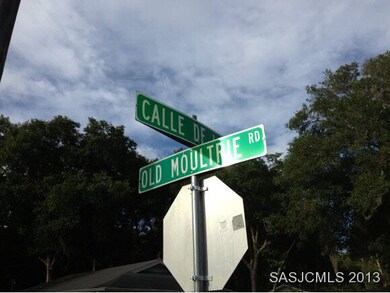 CALLE DE
OLD MOULTRIE RD
SASJCMLS 2013